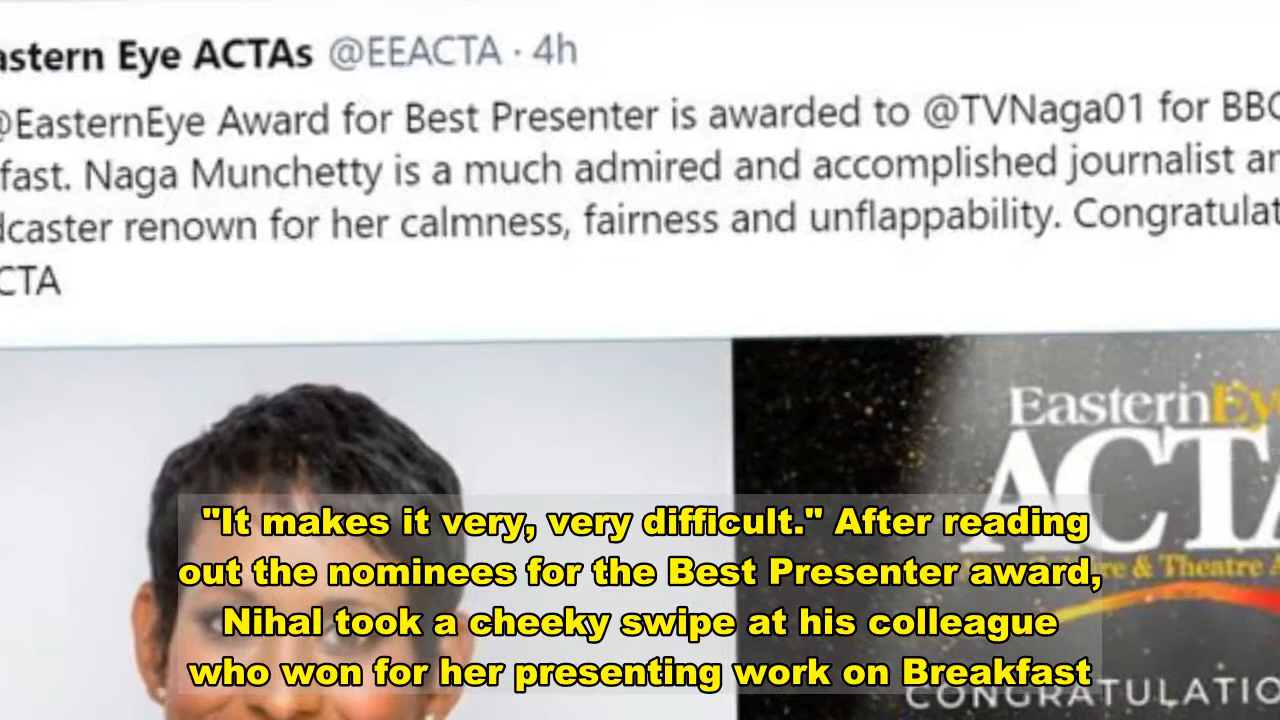 astern Eye ACTAs @EEACTA · 4h
@EasternEye Award for Best Presenter is awarded to @TVNaga01 for BBC
fast. Naga Munchetty is a much admired and accomplished journalist an
dcaster renown for her calmness, fairness and unflappability. Congratulat
CTA
EasternEy
ACTA
re & Theatre A
"It makes it very, very difficult." After reading
out the nominees for the Best Presenter award,
Nihal took a cheeky swipe at his colleague
who won for her presenting work on Breakfast
CONGRATULATIO